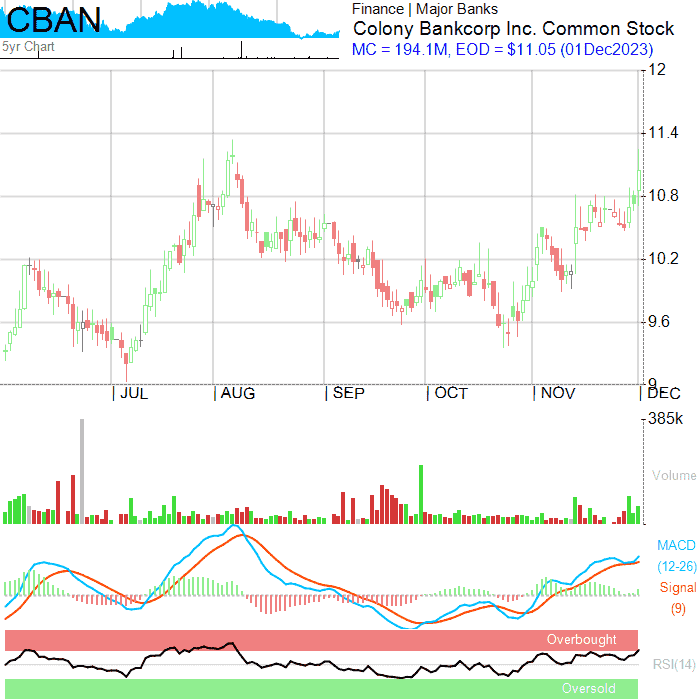 CBAN
5yr Chart
Finance | Major Banks
Colony Bankcorp Inc. Common Stock
MC = 194.1M, EOD = $11.05 (01Dec2023)
12
11.4
10.8
10.2
9.6
9
JUL
AUG
SEP
OCT
NOV
DEC
385k
Volume
MACD
(12-26)
Signal
(9)
Overbought
RSI(14)
Oversold